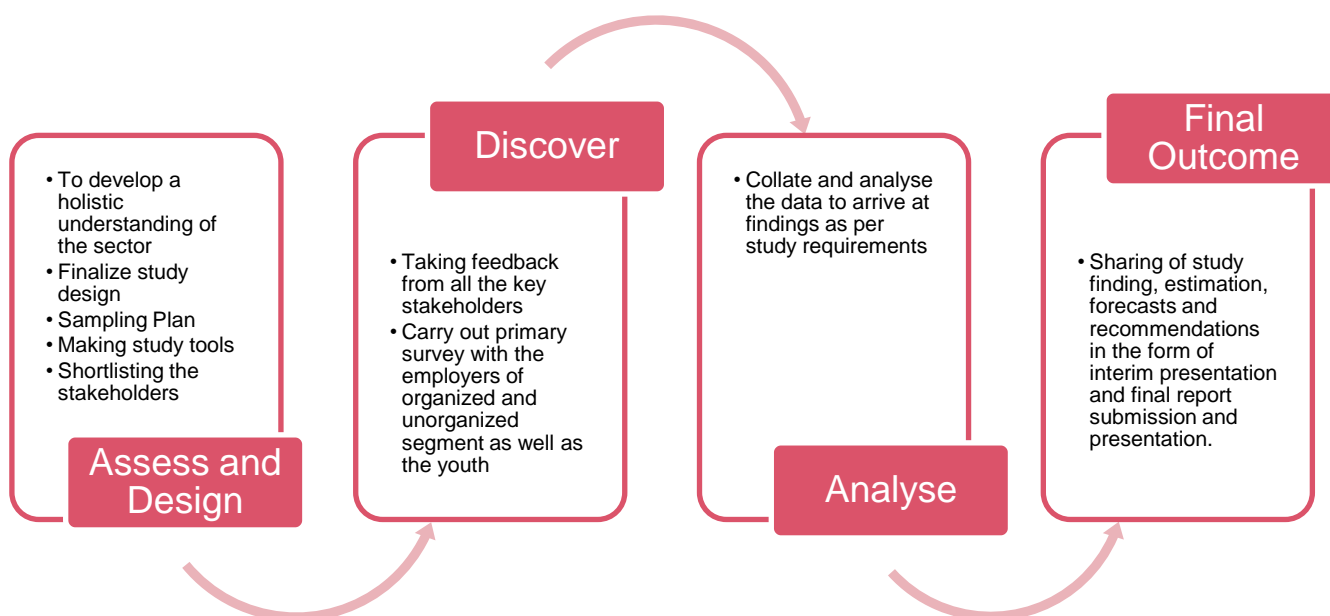 • To develop a
holistic
understanding of
the sector
• Finalize study
design
• Sampling Plan
• Making study tools
• Shortlisting the
stakeholders
Assess and
Design
Discover
• Taking feedback
from all the key
stakeholders
• Carry out primary
survey with the
employers of
organized and
unorganized
segment as well as
the youth
• Collate and analyse
the data to arrive at
findings as per
study requirements
Analyse
Final
Outcome
• Sharing of study
finding, estimation,
forecasts and
recommendations
in the form of
interim presentation
and final report
submission and
presentation.